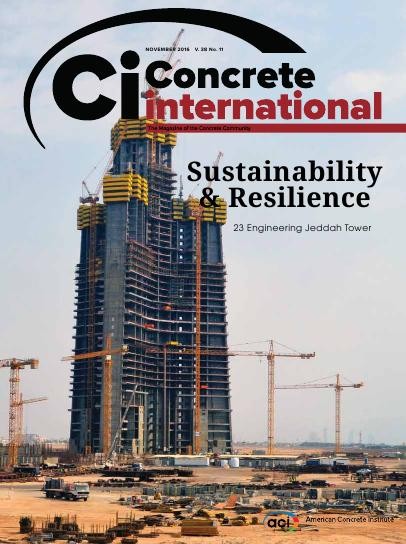 NOVEMBER 2016 V. 38 No. 11
Ci Concrete
international
The Magazine of the Concrete Community
Sustainability
& Resilience
23 Engineering Jeddah Tower
aci American Concrete Institute